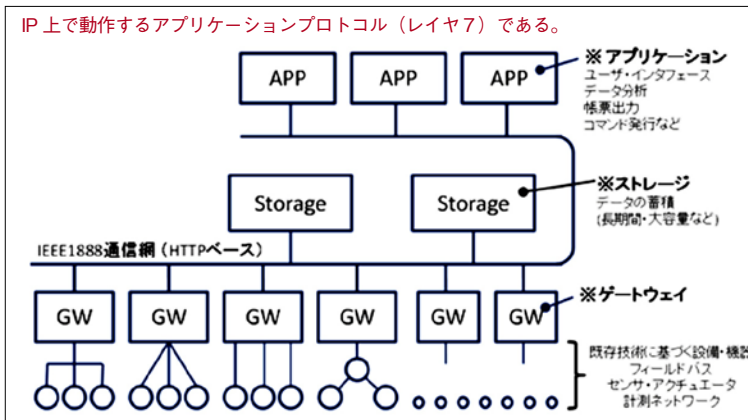 IP 上で動作するアプリケーションプロトコル（レイヤ７）である。
APP
APP
APP
※ アプリケーション
ユーザ・インタフェース
データ分析
帳票出力
コマンド発行など
Storage
Storage
※ストレージ
データの蓄積
(長期間・大容量など)
IEEE1888通信網（HTTPベース）
GW
GW
GW
GW
GW
GW
※ゲートウェイ
既存技術に基づく設備・機器
フィールドバス
センサ・アクチュエータ
計測ネットワーク